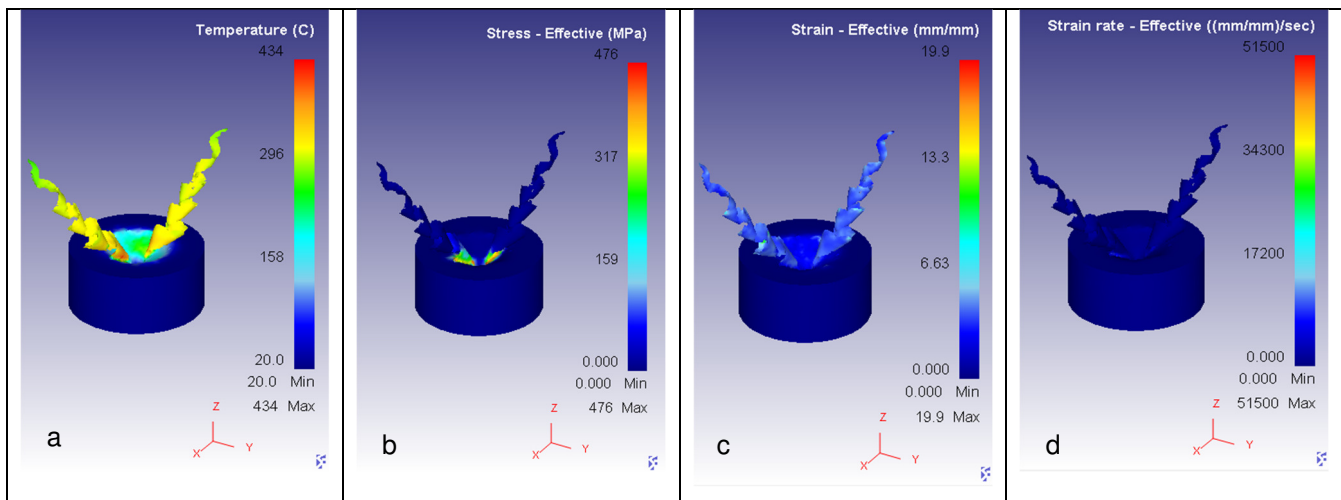 Temperature (C)
434
296
158
20.0
20.0 Min
434 Max
Z
X
Y
a
Stress - Effective (MPa)
476
317
159
0.000
0.000 Min
476 Max
Z
X
Y
b
Strain - Effective (mm/mm)
19.9
13.3
6.63
0.000
0.000 Min
19.9 Max
Z
X
Y
c
Strain rate - Effective ((mm/mm)/sec)
51500
34300
17200
0.000
0.000 Min
51500 Max
Z
X
Y
d